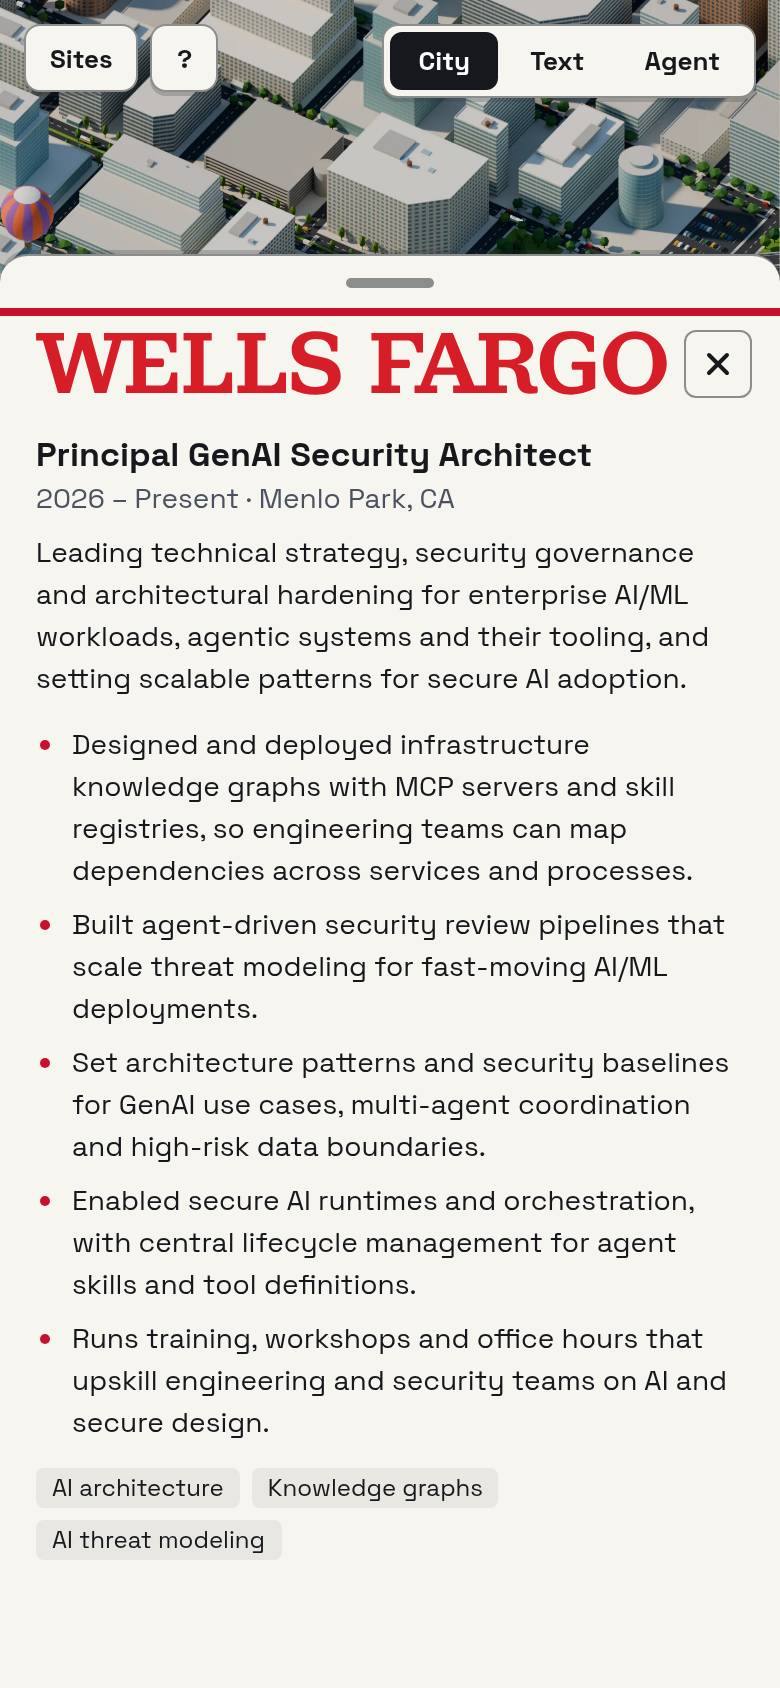 Sites
?
City
Text
Agent
WELLS FARGO
Principal GenAI Security Architect
2026 – Present · Menlo Park, CA
Leading technical strategy, security governance
and architectural hardening for enterprise AI/ML
workloads, agentic systems and their tooling, and
setting scalable patterns for secure AI adoption.
Designed and deployed infrastructure
knowledge graphs with MCP servers and skill
registries, so engineering teams can map
dependencies across services and processes.
Built agent-driven security review pipelines that
scale threat modeling for fast-moving AI/ML
deployments.
Set architecture patterns and security baselines
for GenAI use cases, multi-agent coordination
and high-risk data boundaries.
Enabled secure AI runtimes and orchestration,
with central lifecycle management for agent
skills and tool definitions.
Runs training, workshops and office hours that
upskill engineering and security teams on AI and
secure design.
AI architecture
Knowledge graphs
AI threat modeling